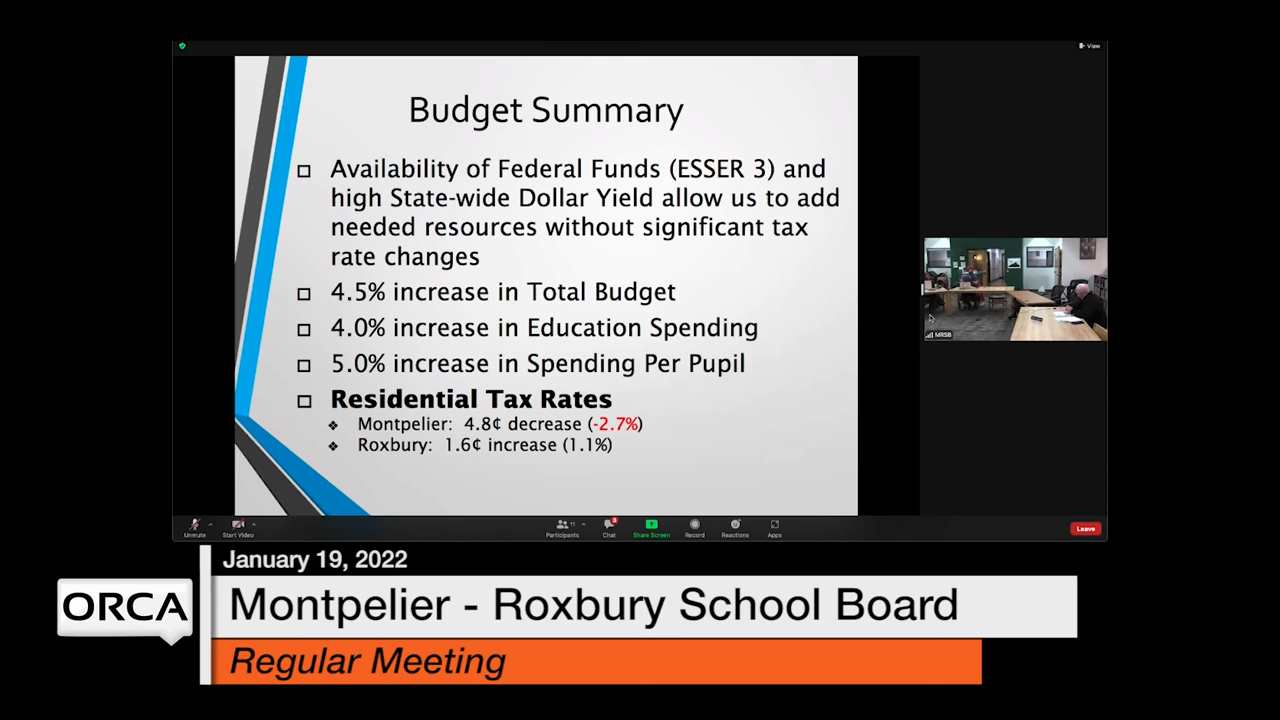 View
Budget Summary
Availability of Federal Funds (ESSER 3) and
high State-wide Dollar Yield allow us to add
needed resources without significant tax
rate changes
4.5% increase in Total Budget
4.0% increase in Education Spending
5.0% increase in Spending Per Pupil
Residential Tax Rates
Montpelier: 4.8¢ decrease (-2.7%)
Roxbury: 1.6¢ increase (1.1%)
MRSB
Unmute
Start Video
Participants 11
Chat
Share Screen
Record
Reactions
Apps
Leave
January 19, 2022
ORCA
Montpelier - Roxbury School Board
Regular Meeting